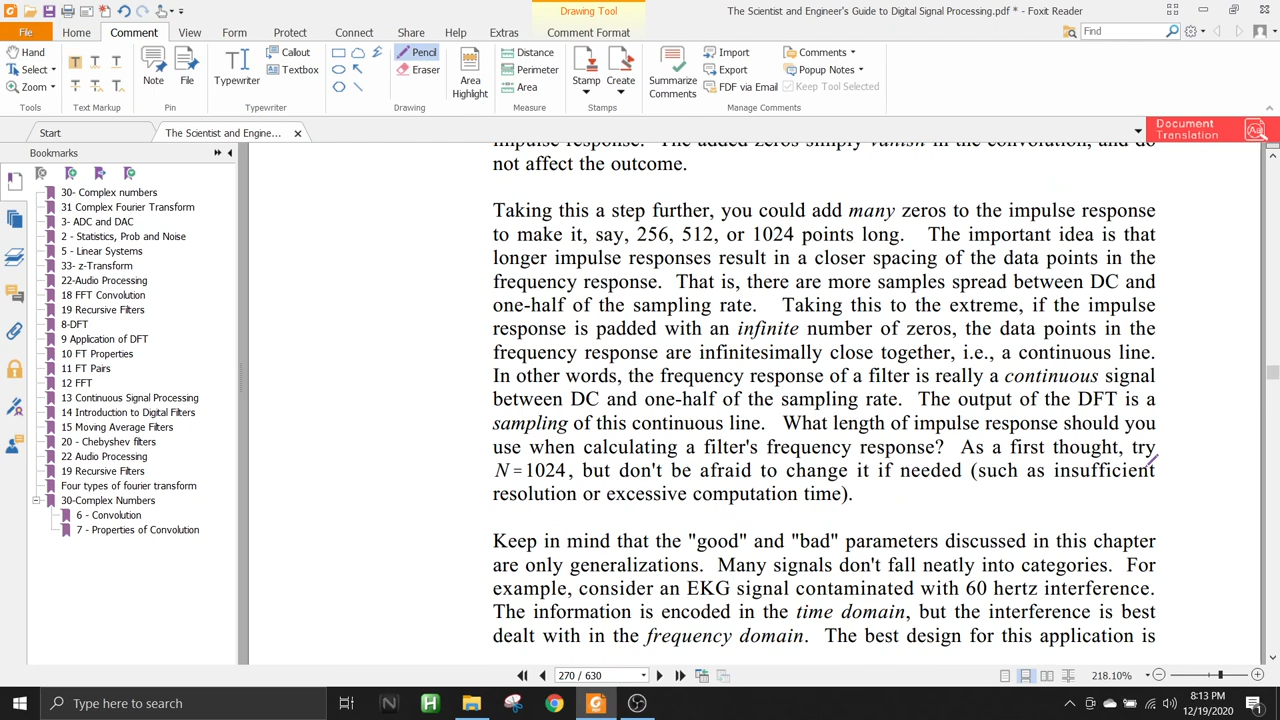 Drawing Tool
The Scientist and Engineer's Guide to Digital Signal Processing.pdf * - Foxit Reader
File Home Comment View Form Protect Connect Share Help Extras Comment Format Find
Hand
Select
Zoom
Tools
Text Markup
Note
File
Pin
Typewriter
Callout
Textbox
Typewriter
Pencil
Eraser
Drawing
Area
Highlight
Distance
Perimeter
Area
Measure
Stamp
Create
Stamps
Summarize
Comments
Import
Export
FDF via Email
Comments
Popup Notes
Keep Tool Selected
Manage Comments
Start
The Scientist and Engine...
Document
Translation
Bookmarks
30- Complex numbers
31 Complex Fourier Transform
3- ADC and DAC
2 - Statistics, Prob and Noise
5 - Linear Systems
33- z-Transform
22-Audio Processing
18 FFT Convolution
19 Recursive Filters
8-DFT
9 Application of DFT
10 FT Properties
11 FT Pairs
12 FFT
13 Continuous Signal Processing
14 Introduction to Digital Filters
15 Moving Average Filters
20 - Chebyshev filters
22 Audio Processing
19 Recursive Filters
Four types of fourier transform
30-Complex Numbers
6 - Convolution
7 - Properties of Convolution
impulse response. The added zeros simply vanish in the convolution, and do
not affect the outcome.
Taking this a step further, you could add many zeros to the impulse response
to make it, say, 256, 512, or 1024 points long. The important idea is that
longer impulse responses result in a closer spacing of the data points in the
frequency response. That is, there are more samples spread between DC and
one-half of the sampling rate. Taking this to the extreme, if the impulse
response is padded with an infinite number of zeros, the data points in the
frequency response are infinitesimally close together, i.e., a continuous line.
In other words, the frequency response of a filter is really a continuous signal
between DC and one-half of the sampling rate. The output of the DFT is a
sampling of this continuous line. What length of impulse response should you
use when calculating a filter's frequency response? As a first thought, try
N = 1024, but don't be afraid to change it if needed (such as insufficient
resolution or excessive computation time).
Keep in mind that the "good" and "bad" parameters discussed in this chapter
are only generalizations. Many signals don't fall neatly into categories. For
example, consider an EKG signal contaminated with 60 hertz interference.
The information is encoded in the time domain, but the interference is best
dealt with in the frequency domain. The best design for this application is
270 / 630
218.10%
Type here to search
8:13 PM
12/19/2020